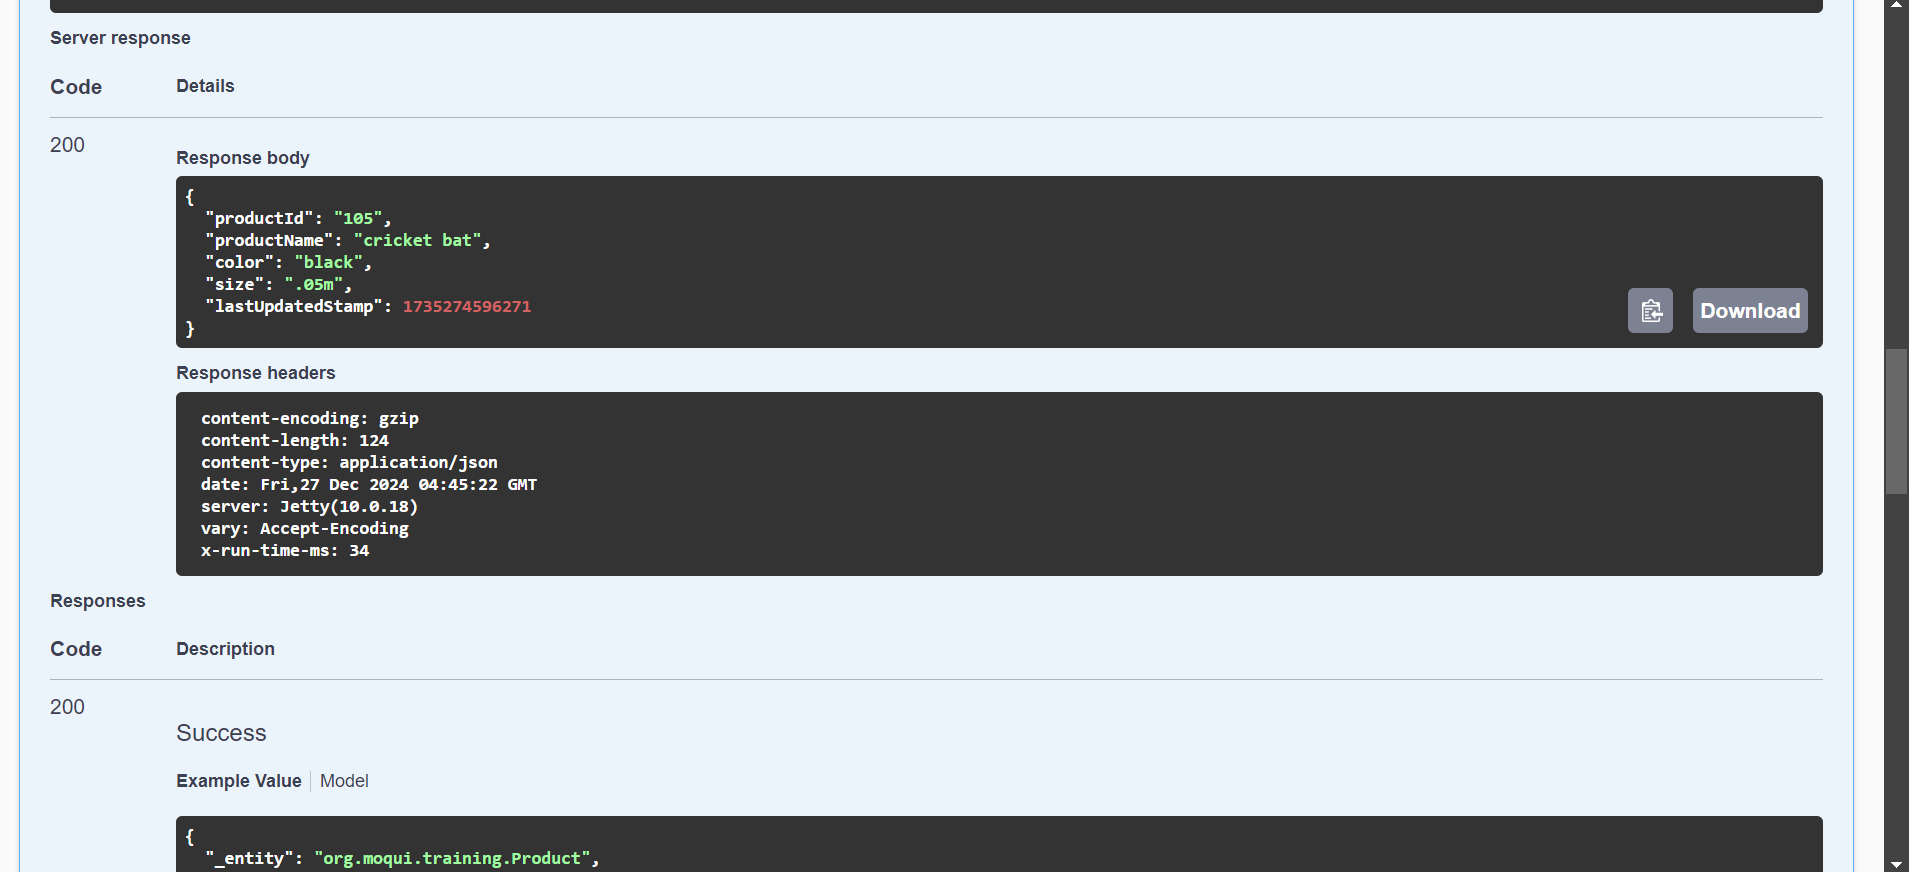 Server response
Code Details
200
Response body
{
  "productId": "105",
  "productName": "cricket bat",
  "color": "black",
  "size": ".05m",
  "lastUpdatedStamp": 1735274596271
}
Download
Response headers
content-encoding: gzip
content-length: 124
content-type: application/json
date: Fri,27 Dec 2024 04:45:22 GMT
server: Jetty(10.0.18)
vary: Accept-Encoding
x-run-time-ms: 34
Responses
Code Description
200
Success
Example Value Model
{
  "_entity": "org.moqui.training.Product",